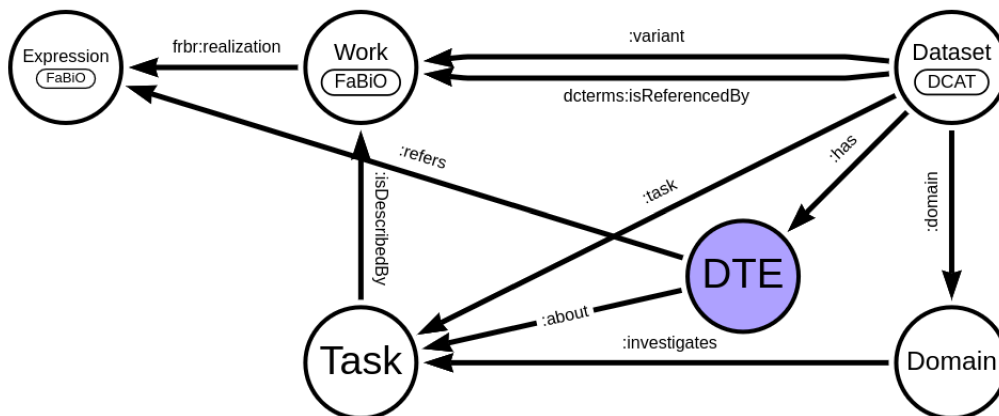 :variant
frbr:realization
Expression
FaBiO
Work
FaBiO
Dataset
DCAT
dcterms:isReferencedBy
:refers
:has
:isDescribedBy
:task
:domain
DTE
:about
:investigates
Task
Domain